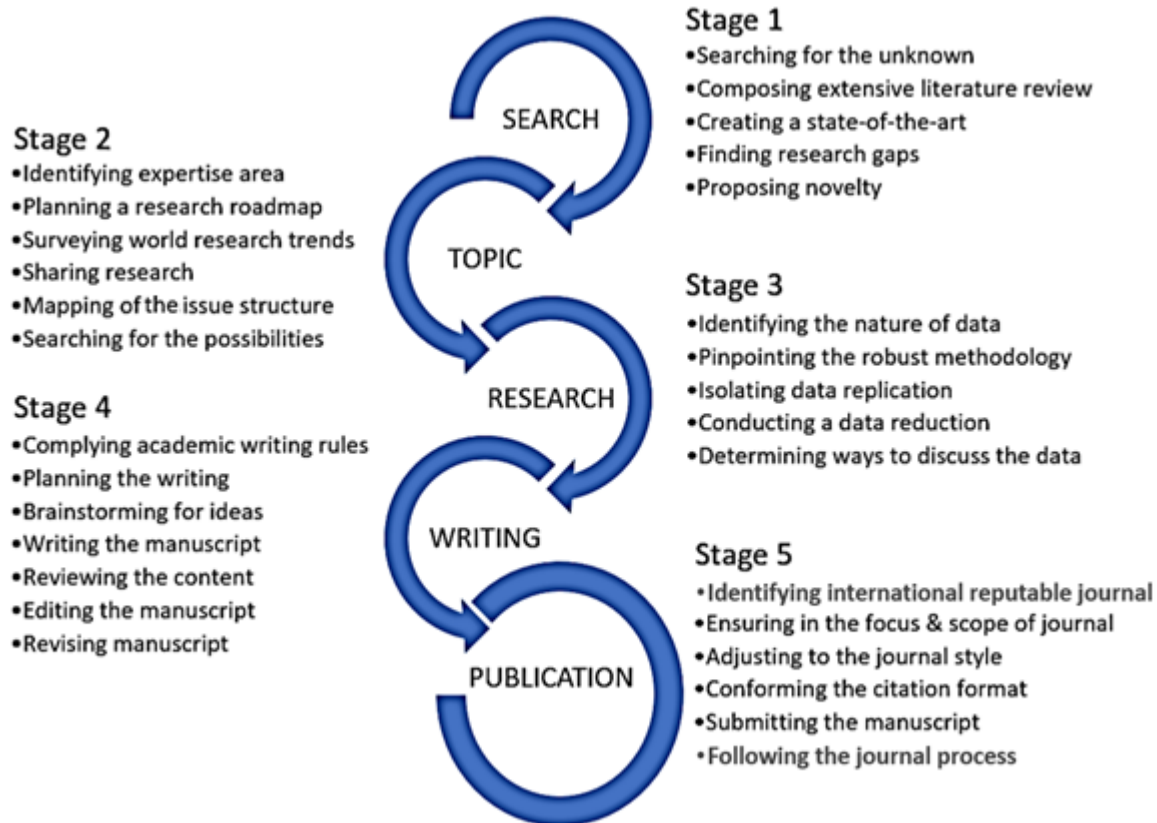 Stage 1
•Searching for the unknown
•Composing extensive literature review
•Creating a state-of-the-art
•Finding research gaps
•Proposing novelty
SEARCH
Stage 2
•Identifying expertise area
•Planning a research roadmap
•Surveying world research trends
•Sharing research
•Mapping of the issue structure
•Searching for the possibilities
TOPIC
Stage 3
•Identifying the nature of data
•Pinpointing the robust methodology
•Isolating data replication
•Conducting a data reduction
•Determining ways to discuss the data
RESEARCH
Stage 4
•Complying academic writing rules
•Planning the writing
•Brainstorming for ideas
•Writing the manuscript
•Reviewing the content
•Editing the manuscript
•Revising manuscript
WRITING
Stage 5
•Identifying international reputable journal
•Ensuring in the focus & scope of journal
•Adjusting to the journal style
•Conforming the citation format
•Submitting the manuscript
•Following the journal process
PUBLICATION